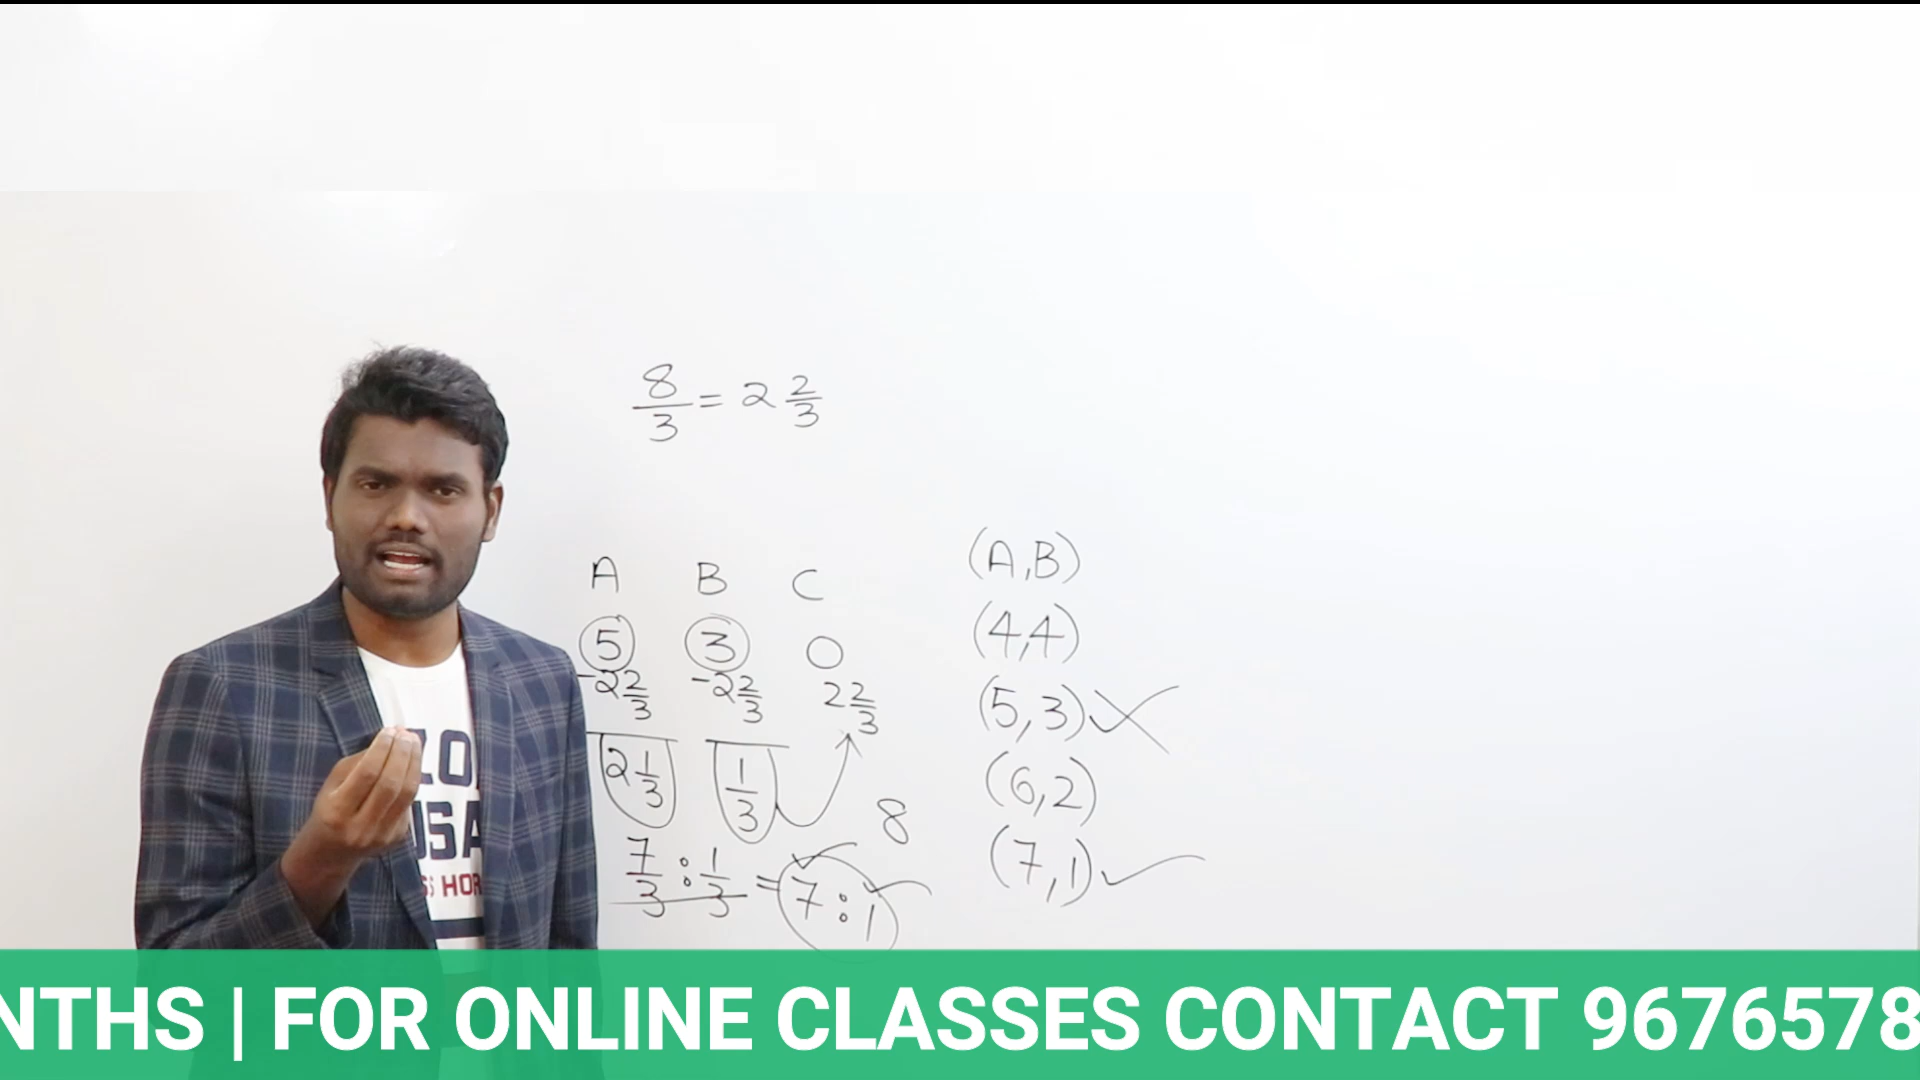 8/3 = 2 2/3
A B C
5 3 0
-2 2/3 -2 2/3 2 2/3
2 1/3 1/3
8
7/3 : 1/3 = 7 : 1
(A,B)
(4,4)
(5,3)
(6,2)
(7,1)
NTHS | FOR ONLINE CLASSES CONTACT 9676578